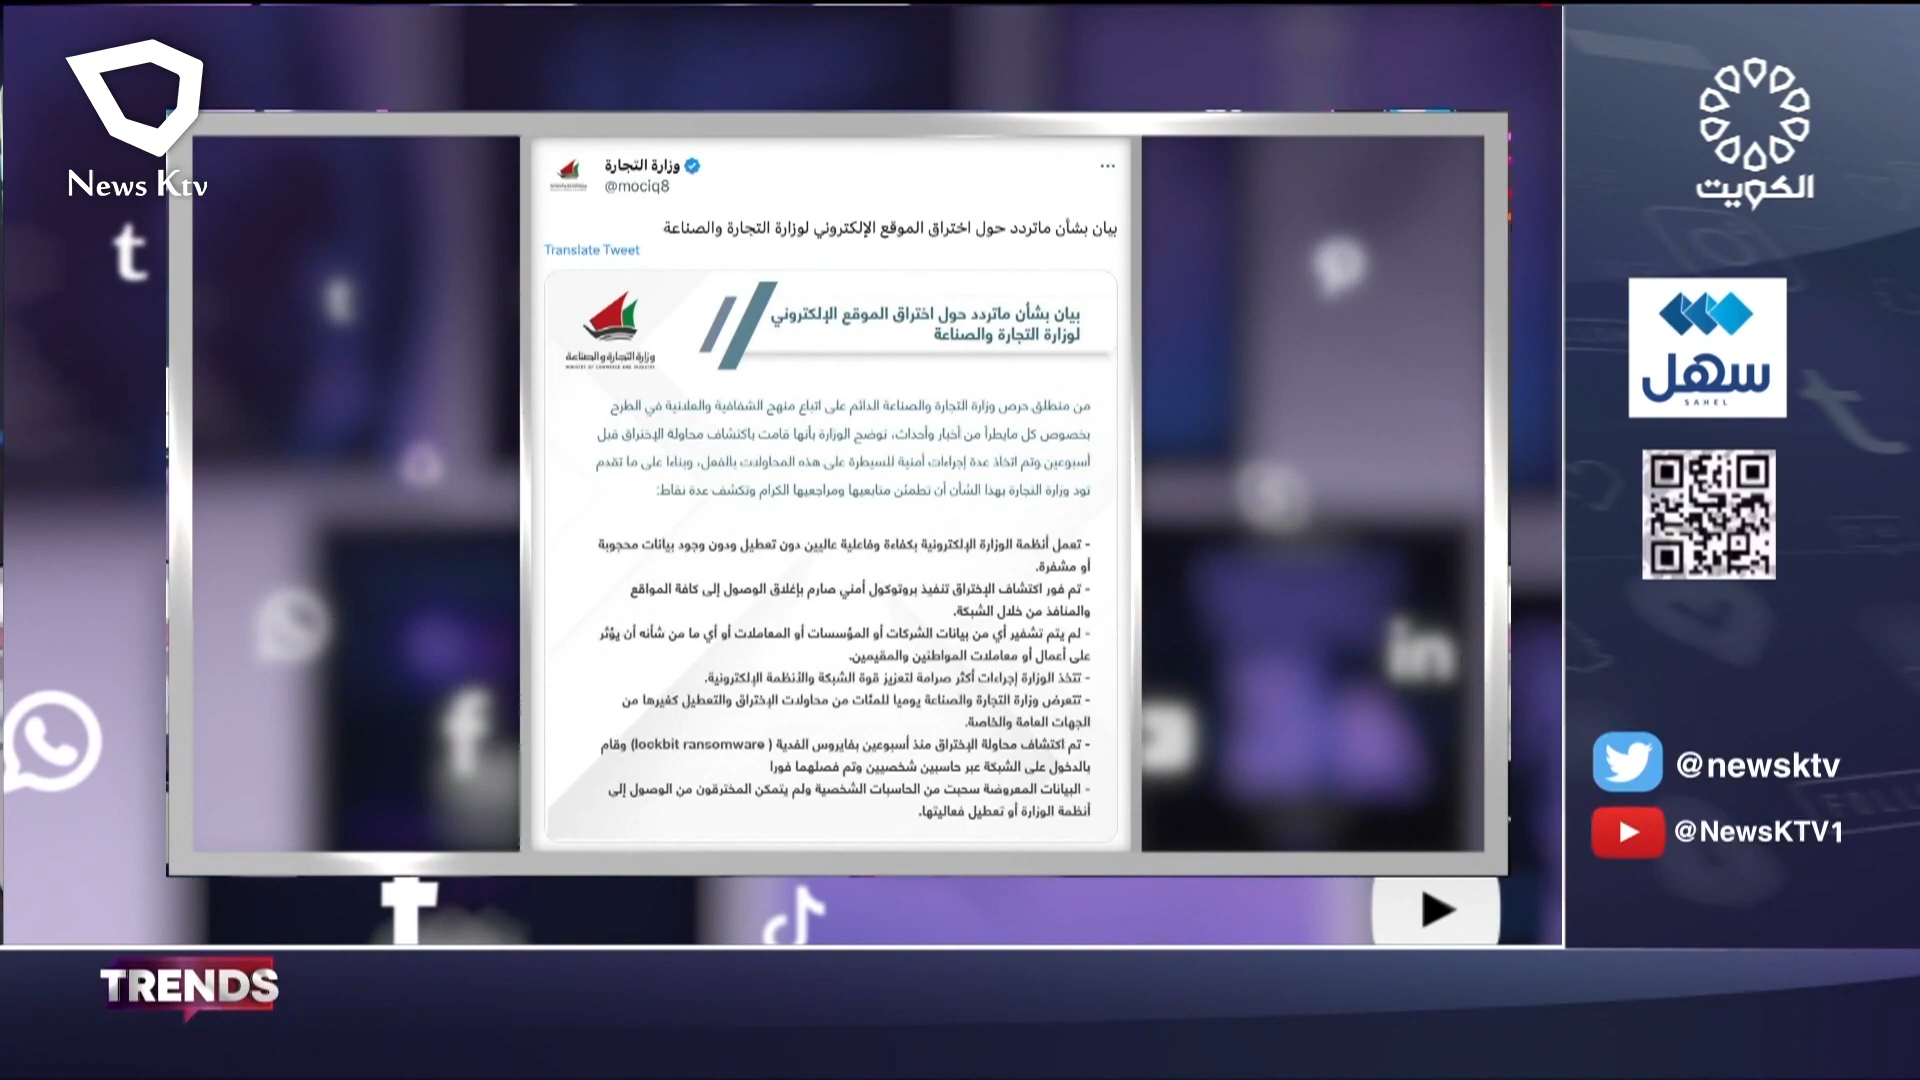 News Ktv
وزارة التجارة
@mociq8
بيان بشأن ماتردد حول اختراق الموقع الإلكتروني لوزارة التجارة والصناعة
Translate Tweet
بيان بشأن ماتردد حول اختراق الموقع الإلكتروني
لوزارة التجارة والصناعة
وزارة التجارة والصناعة
MINISTRY OF COMMERCE AND INDUSTRY
من منطلق حرص وزارة التجارة والصناعة الدائم على اتباع منهج الشفافية والعلانية في الطرح
بخصوص كل مايطرأ من أخبار وأحداث، توضح الوزارة بأنها قامت باكتشاف محاولة الإختراق قبل
أسبوعين وتم اتخاذ عدة إجراءات أمنية للسيطرة على هذه المحاولات بالفعل، وبناءا على ما تقدم
تود وزارة التجارة بهذا الشأن أن تطمئن متابعيها ومراجعيها الكرام وتكشف عدة نقاط:
- تعمل أنظمة الوزارة الإلكترونية بكفاءة وفاعلية عاليين دون تعطيل ودون وجود بيانات محجوبة
أو مشفرة.
- تم فور اكتشاف الإختراق تنفيذ بروتوكول أمني صارم بإغلاق الوصول إلى كافة المواقع
والمنافذ من خلال الشبكة.
- لم يتم تشفير أي من بيانات الشركات أو المؤسسات أو المعاملات أو أي ما من شأنه أن يؤثر
على أعمال أو معاملات المواطنين والمقيمين.
- تتخذ الوزارة إجراءات أكثر صرامة لتعزيز قوة الشبكة والأنظمة الإلكترونية.
- تتعرض وزارة التجارة والصناعة يوميا للمئات من محاولات الإختراق والتعطيل كغيرها من
الجهات العامة والخاصة.
- تم اكتشاف محاولة الإختراق منذ أسبوعين بفايروس الفدية ( lockbit ransomware) وقام
بالدخول على الشبكة عبر حاسبين شخصيين وتم فصلهما فورا
- البيانات المعروضة سحبت من الحاسبات الشخصية ولم يتمكن المخترقون من الوصول إلى
أنظمة الوزارة أو تعطيل فعاليتها.
الكويت
سهل
SAHEL
@newsktv
@NewsKTV1
TRENDS